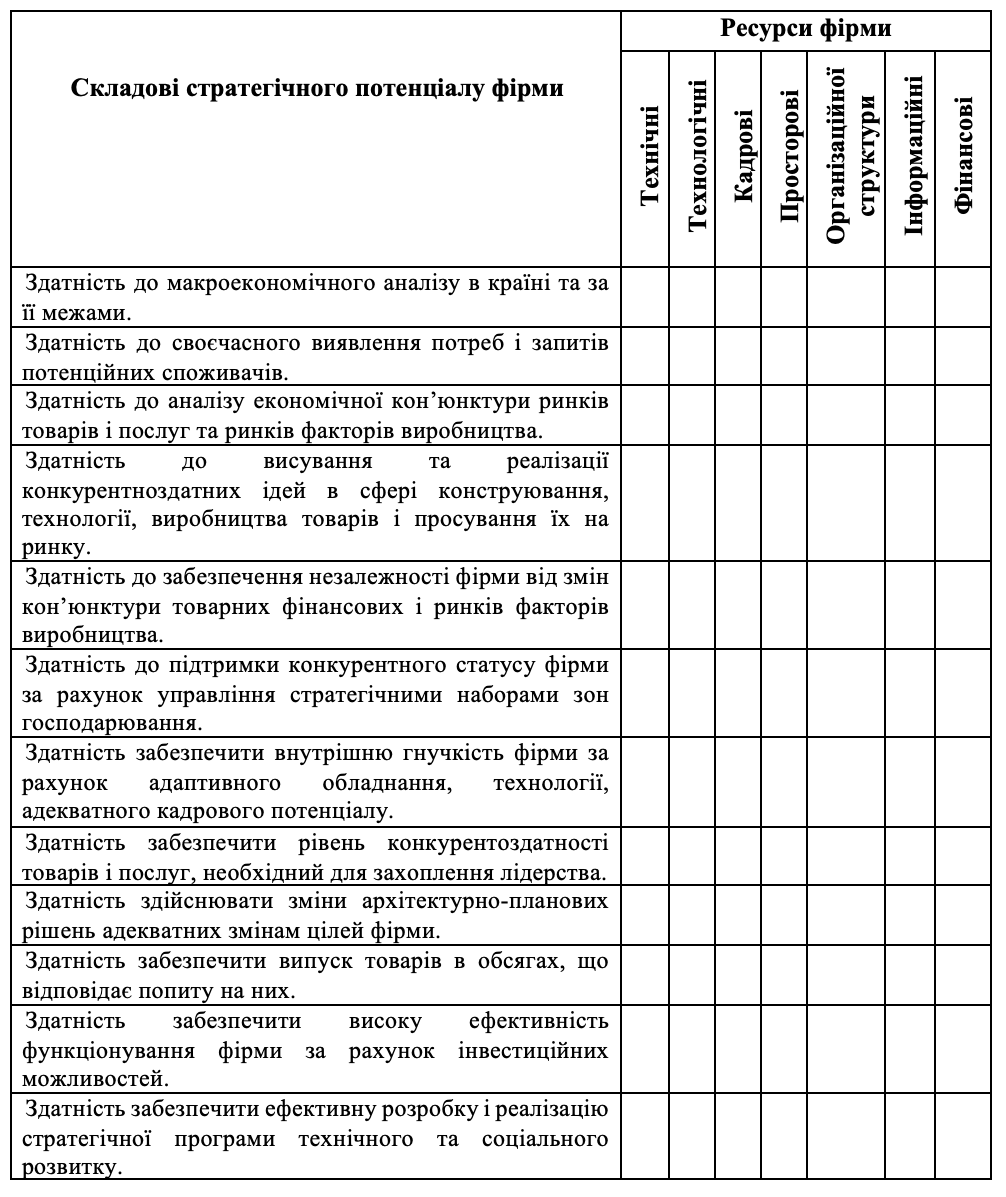 Складові стратегічного потенціалу фірми
Ресурси фірми
Технічні
Технологічні
Кадрові
Просторові
Організаційної
структури
Інформаційні
Фінансові
Здатність до макроекономічного аналізу в країні та за
її межами.
Здатність до своєчасного виявлення потреб і запитів
потенційних споживачів.
Здатність до аналізу економічної кон’юнктури ринків
товарів і послуг та ринків факторів виробництва.
Здатність до висування та реалізації
конкурентноздатних ідей в сфері конструювання,
технології, виробництва товарів і просування їх на
ринку.
Здатність до забезпечення незалежності фірми від змін
кон’юнктури товарних фінансових і ринків факторів
виробництва.
Здатність до підтримки конкурентного статусу фірми
за рахунок управління стратегічними наборами зон
господарювання.
Здатність забезпечити внутрішню гнучкість фірми за
рахунок адаптивного обладнання, технології,
адекватного кадрового потенціалу.
Здатність забезпечити рівень конкурентоздатності
товарів і послуг, необхідний для захоплення лідерства.
Здатність здійснювати зміни архітектурно-планових
рішень адекватних змінам цілей фірми.
Здатність забезпечити випуск товарів в обсягах, що
відповідає попиту на них.
Здатність забезпечити високу ефективність
функціонування фірми за рахунок інвестиційних
можливостей.
Здатність забезпечити ефективну розробку і реалізацію
стратегічної програми технічного та соціального
розвитку.